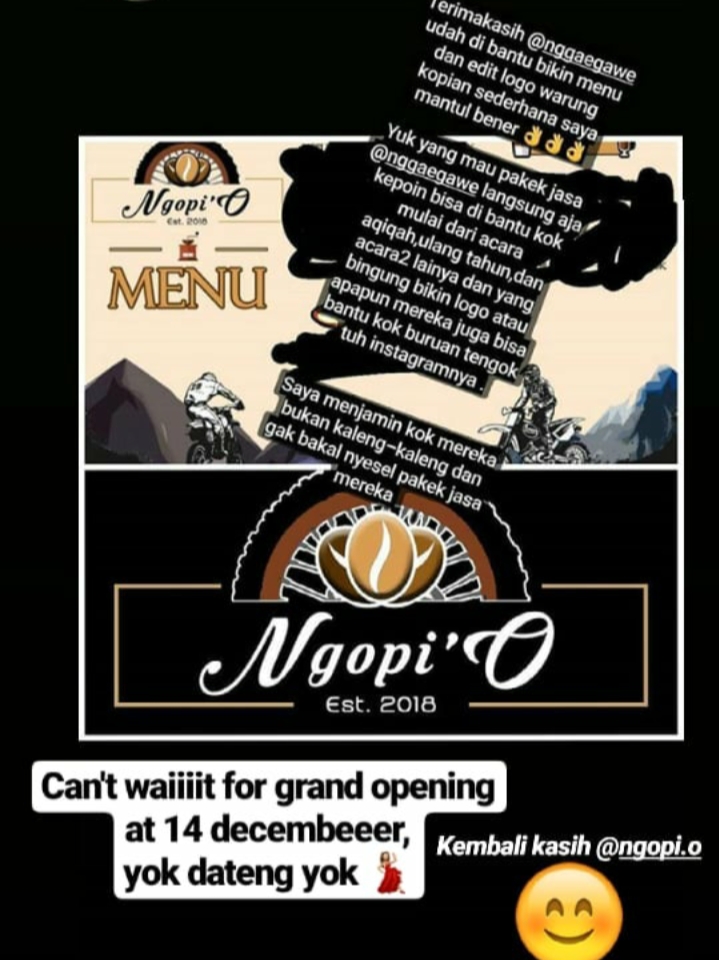 Terimakasih @nggaegawe
udah di bantu bikin menu
dan edit logo warung
kopian sederhana saya
mantul bener 👌👌👌
Yuk yang mau pakek jasa
@nggaegawe langsung aja
kepoin bisa di bantu kok
mulai dari acara
aqiqah,ulang tahun,dan
acara2 lainya dan yang
bingung bikin logo atau
apapun mereka juga bisa
bantu kok buruan tengok
tuh instagramnya .
Saya menjamin kok mereka
bukan kaleng-kaleng dan
gak bakal nyesel pakek jasa
mereka
Ngopi'O
Est. 2018
MENU
Ngopi'O
Est. 2018
Can't waiiiit for grand opening
at 14 decembeeer,
yok dateng yok 💃
Kembali kasih @ngopi.o
😊